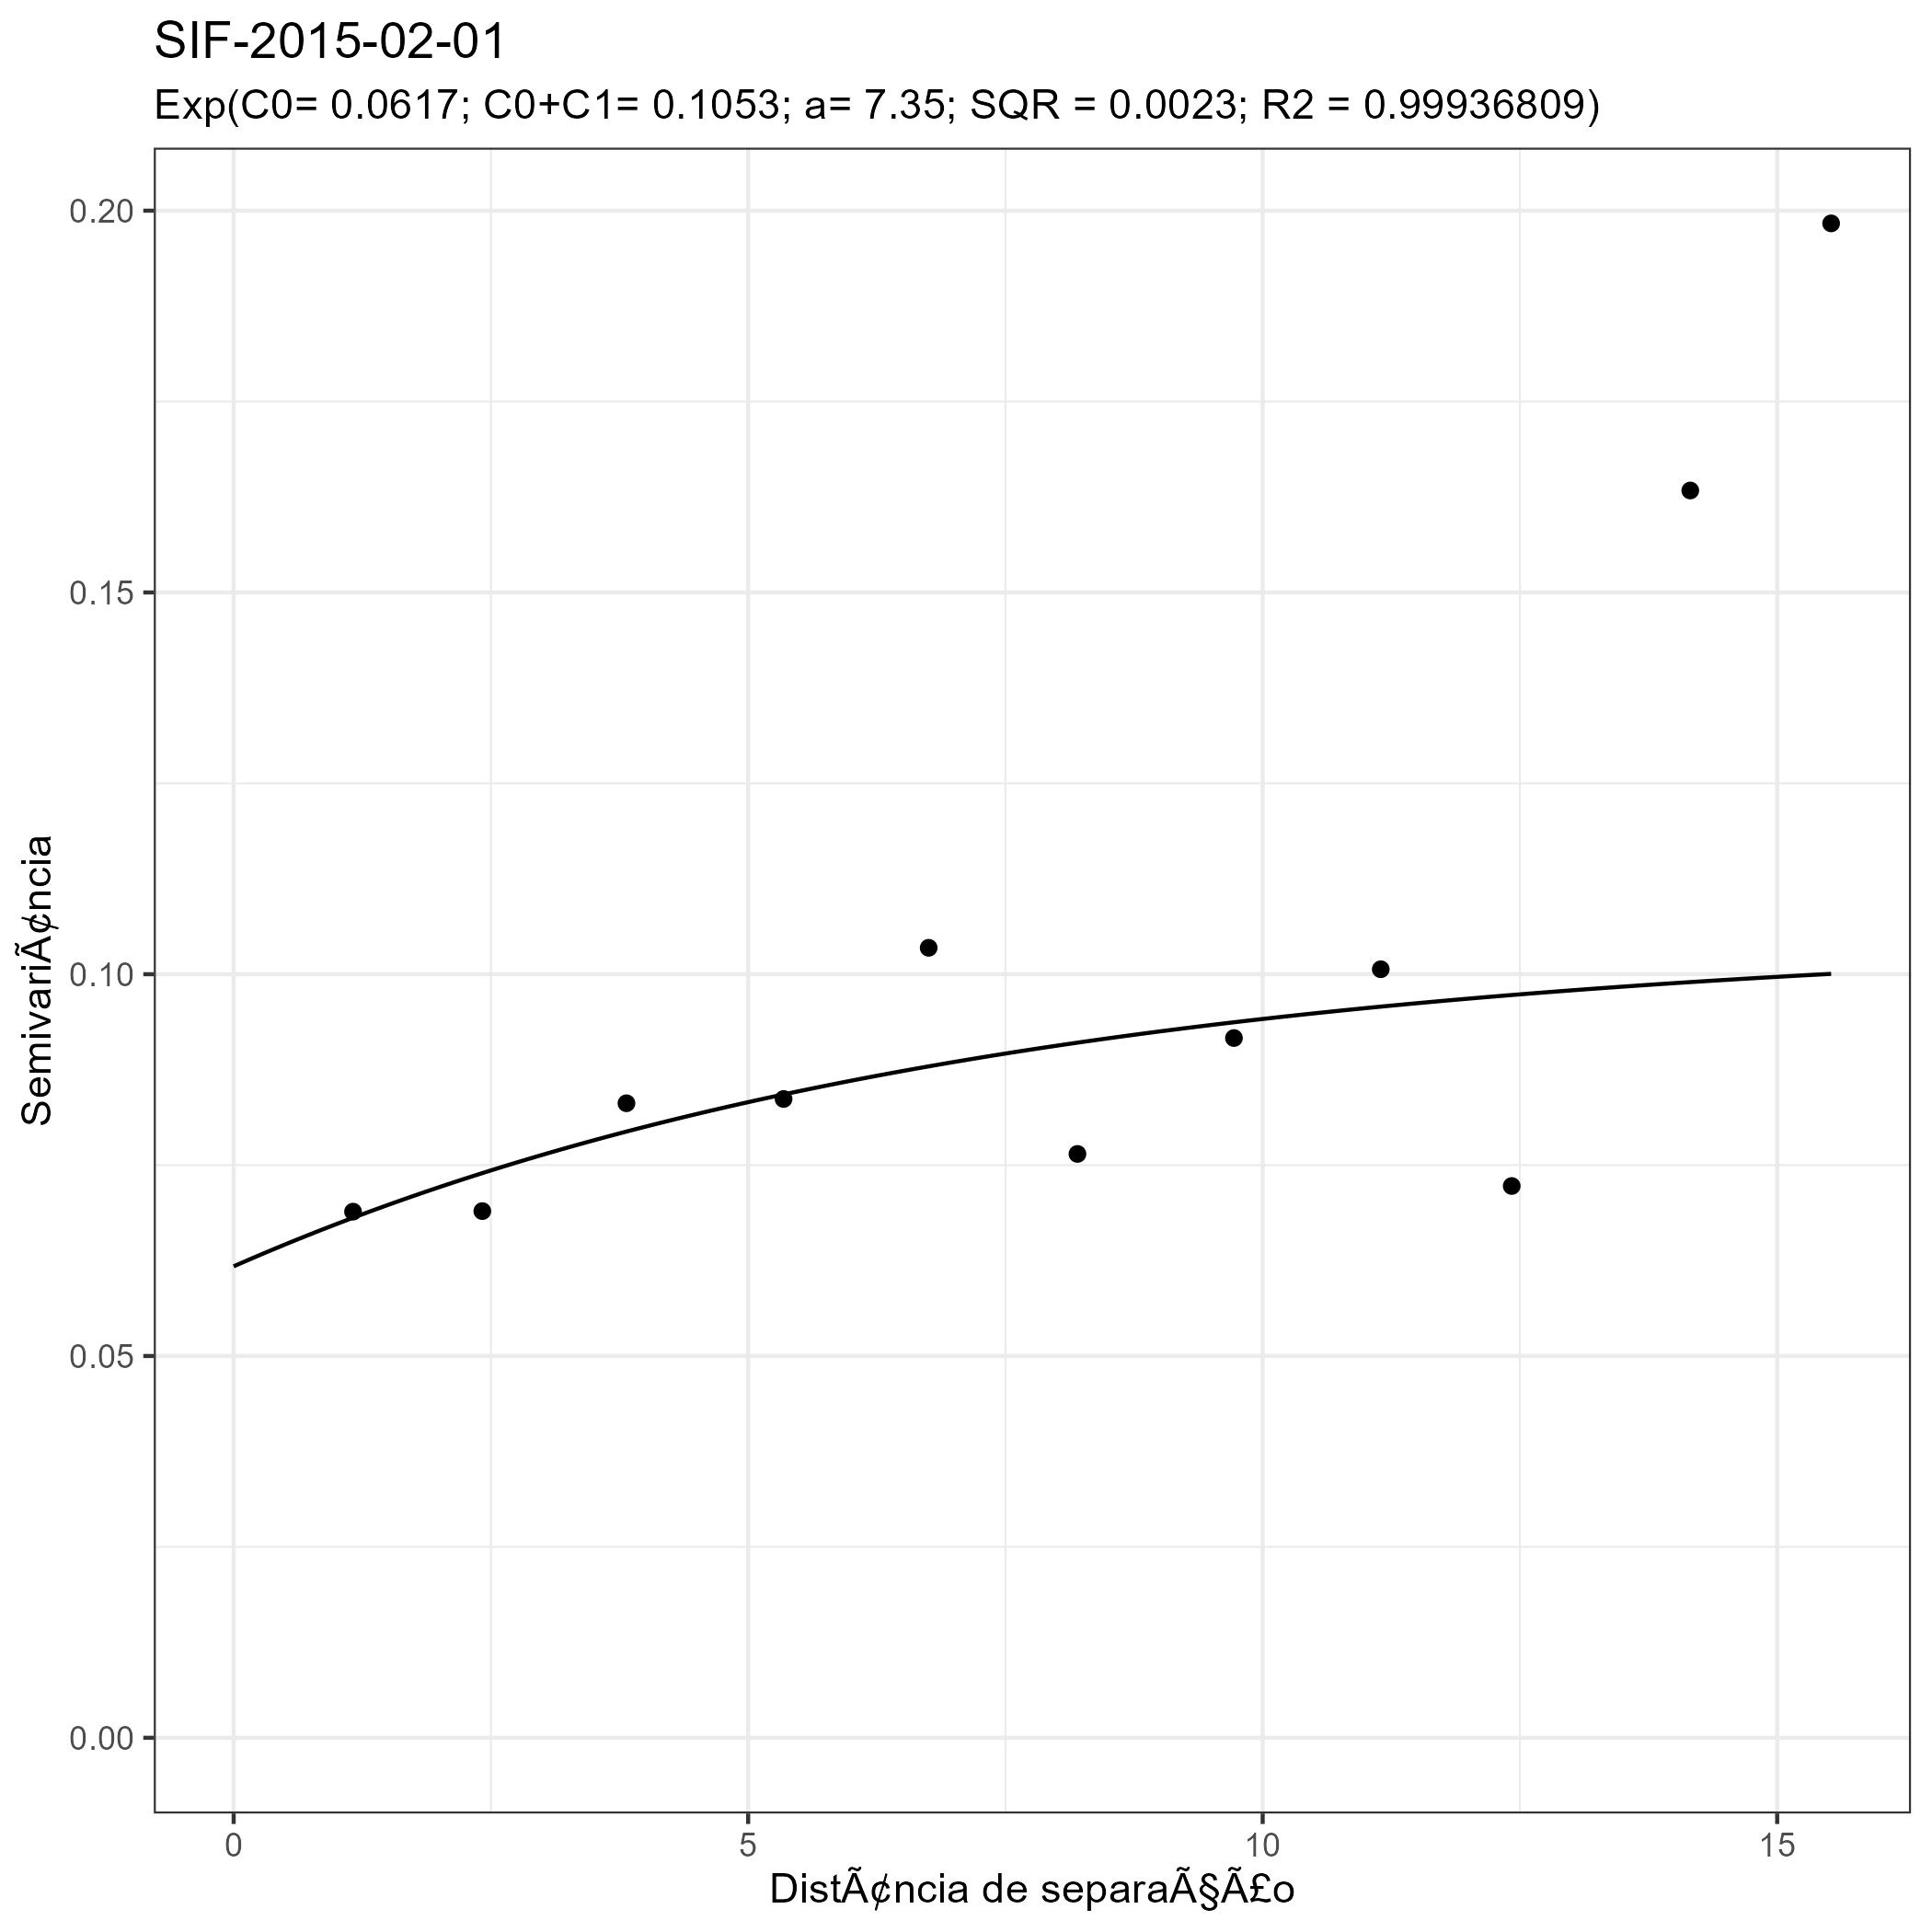 SIF-2015-02-01
Exp(C0= 0.0617; C0+C1= 0.1053; a= 7.35; SQR = 0.0023; R2 = 0.99936809)
0.20
0.15
0.10
0.05
0.00
SemivariÃ¢ncia
0 5 10 15
DistÃ¢ncia de separaÃ§Ã£o